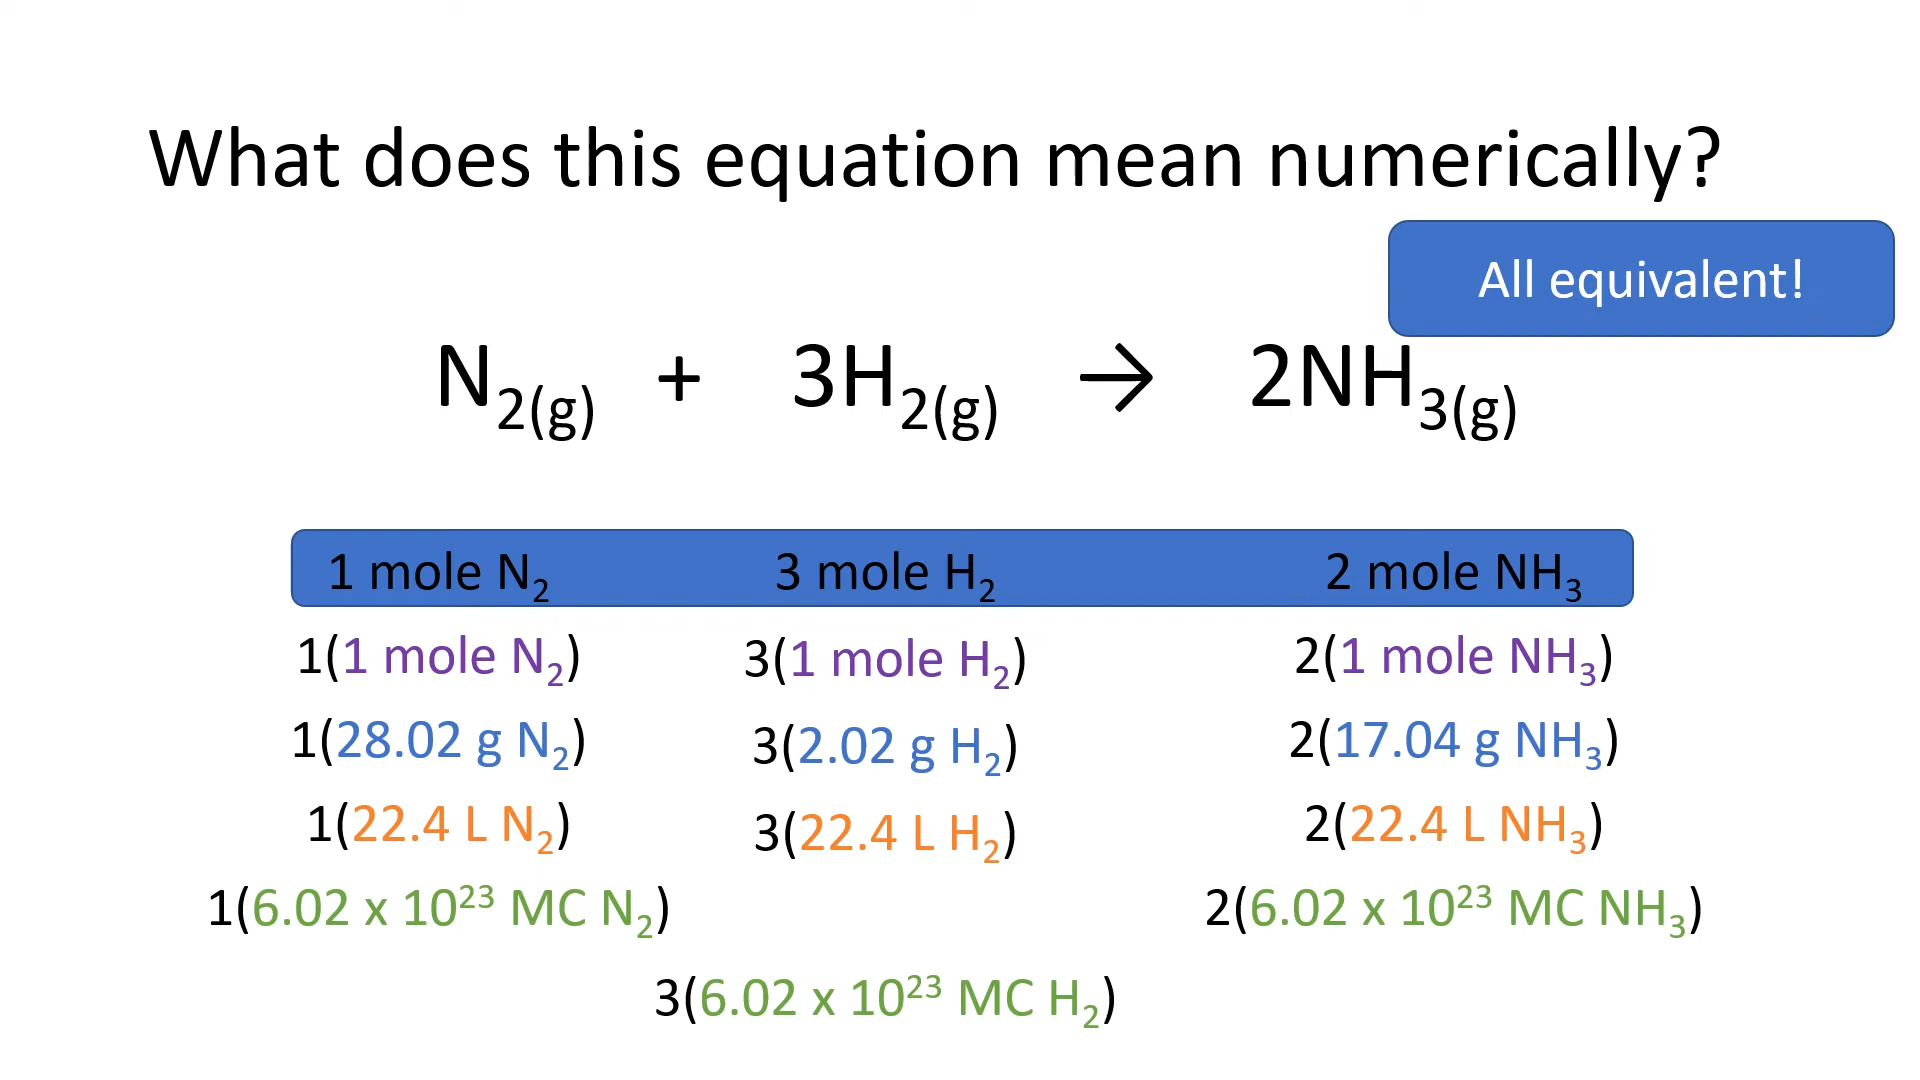 What does this equation mean numerically?
All equivalent!
N₂(g) + 3H₂(g) → 2NH₃(g)
1 mole N₂ 3 mole H₂ 2 mole NH₃
1(1 mole N₂) 3(1 mole H₂) 2(1 mole NH₃)
1(28.02 g N₂) 3(2.02 g H₂) 2(17.04 g NH₃)
1(22.4 L N₂) 3(22.4 L H₂) 2(22.4 L NH₃)
1(6.02 x 10²³ MC N₂) 2(6.02 x 10²³ MC NH₃)
3(6.02 x 10²³ MC H₂)